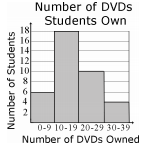 Number of DVDs
Students Own
Number of Students
18
16
14
12
10
8
6
4
2
0-9 10-19 20-29 30-39
Number of DVDs Owned